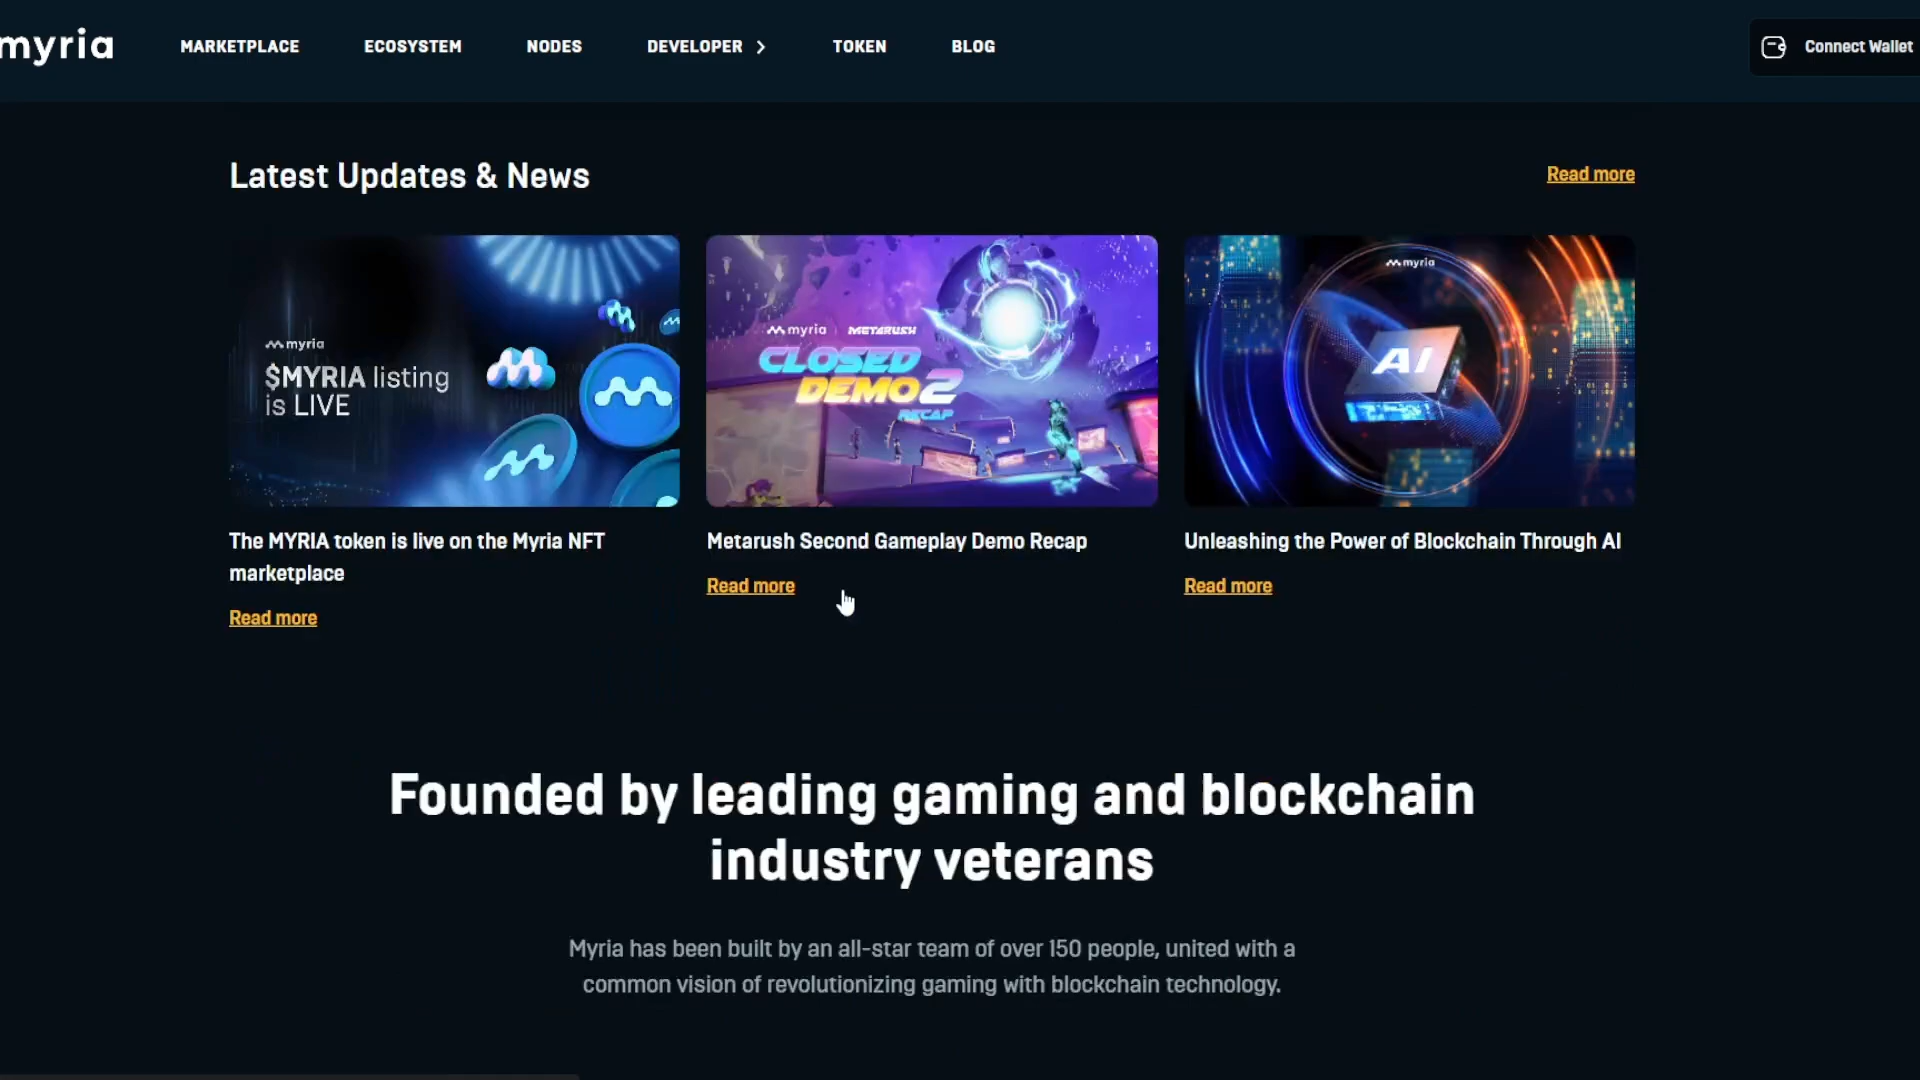 myria
MARKETPLACE
ECOSYSTEM
NODES
DEVELOPER
TOKEN
BLOG
Connect Wallet
Latest Updates & News
Read more
myria
$MYRIA listing
is LIVE
myria | METARUSH
CLOSED
DEMO 2
RECAP
myria
AI
The MYRIA token is live on the Myria NFT
marketplace
Read more
Metarush Second Gameplay Demo Recap
Read more
Unleashing the Power of Blockchain Through AI
Read more
Founded by leading gaming and blockchain
industry veterans
Myria has been built by an all-star team of over 150 people, united with a
common vision of revolutionizing gaming with blockchain technology.